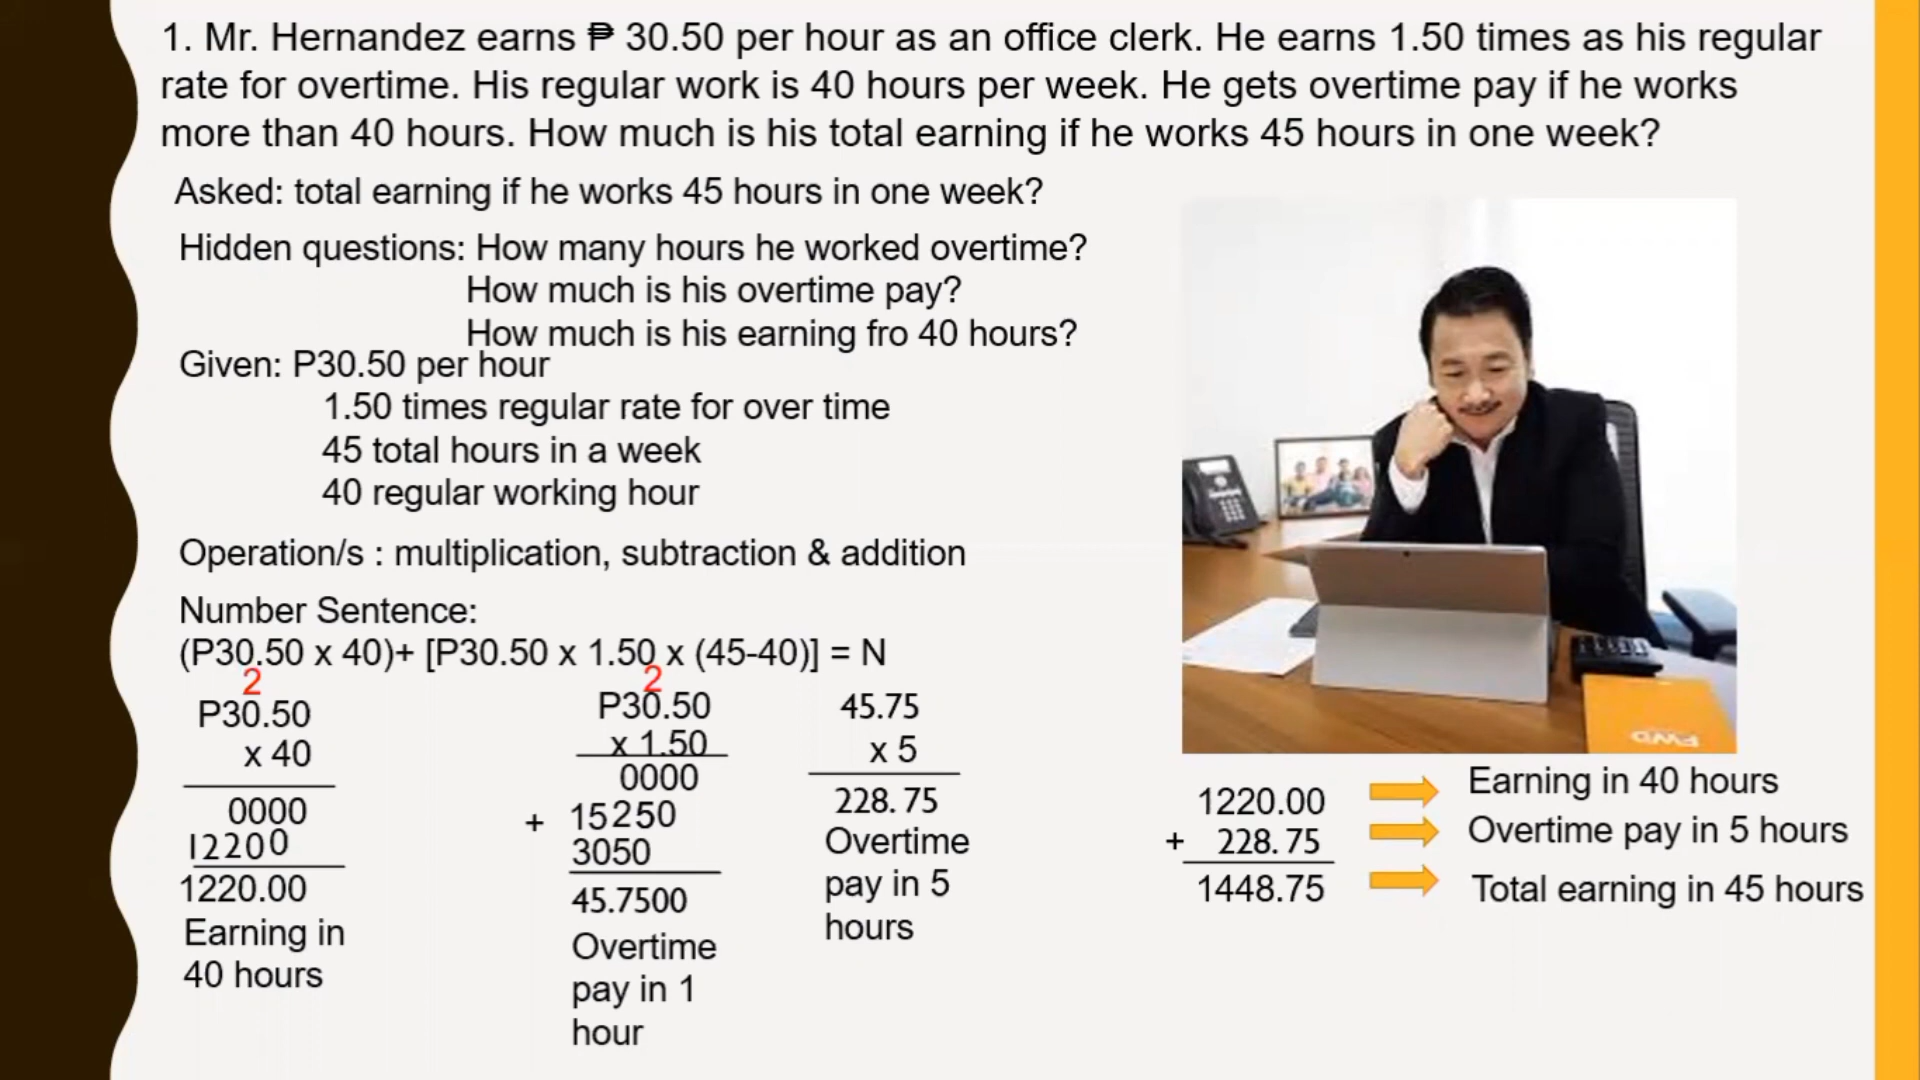 1. Mr. Hernandez earns ₱ 30.50 per hour as an office clerk. He earns 1.50 times as his regular
rate for overtime. His regular work is 40 hours per week. He gets overtime pay if he works
more than 40 hours. How much is his total earning if he works 45 hours in one week?
Asked: total earning if he works 45 hours in one week?
Hidden questions: How many hours he worked overtime?
How much is his overtime pay?
How much is his earning fro 40 hours?
Given: P30.50 per hour
1.50 times regular rate for over time
45 total hours in a week
40 regular working hour
Operation/s : multiplication, subtraction & addition
Number Sentence:
(P30.50 x 40)+ [P30.50 x 1.50 x (45-40)] = N
2
P30.50
x 40
0000
12200
1220.00
Earning in
40 hours
2
P30.50
x 1.50
0000
+ 15250
3050
45.7500
Overtime
pay in 1
hour
45.75
x 5
228.75
Overtime
pay in 5
hours
FWD
1220.00 Earning in 40 hours
+ 228.75 Overtime pay in 5 hours
1448.75 Total earning in 45 hours